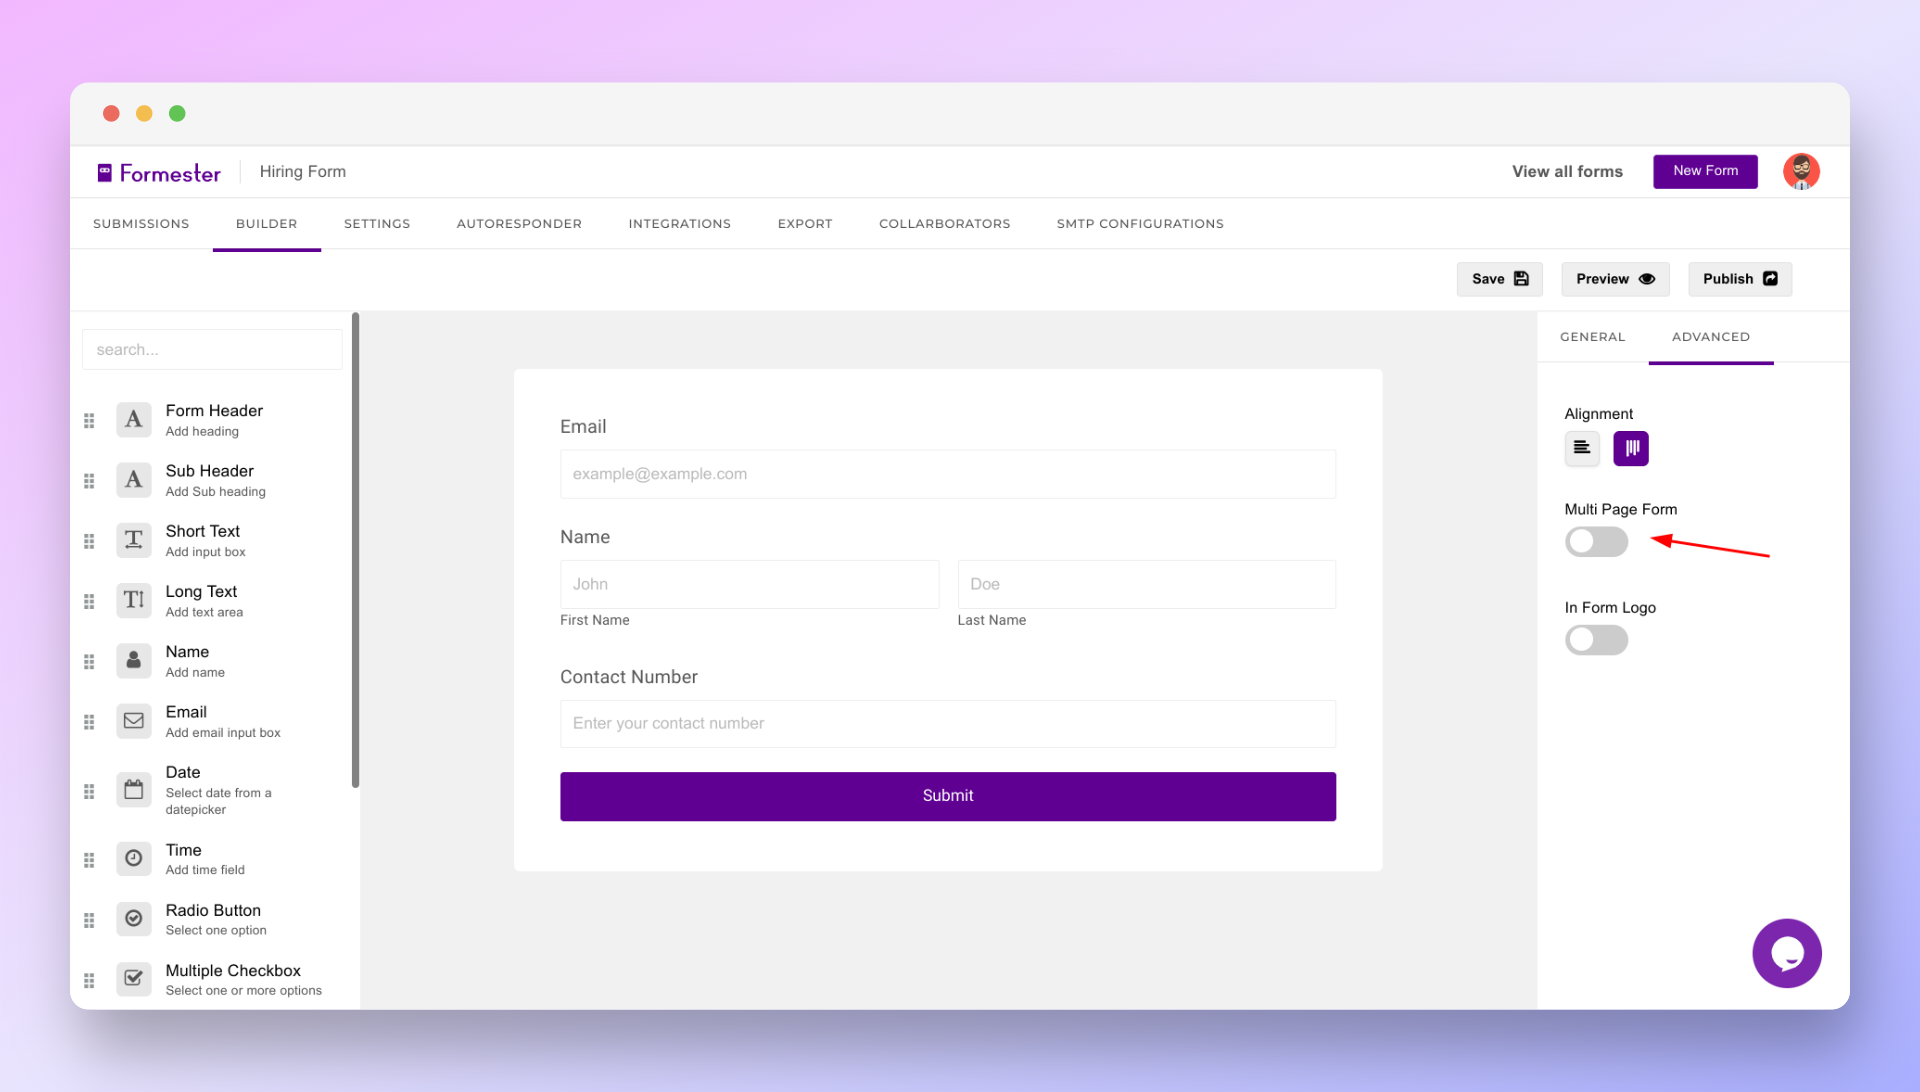 Formester
Hiring Form
View all forms
New Form
SUBMISSIONS
BUILDER
SETTINGS
AUTORESPONDER
INTEGRATIONS
EXPORT
COLLABORATORS
SMTP CONFIGURATIONS
Save
Preview
Publish
search...
Form Header
Add heading
Sub Header
Add Sub heading
Short Text
Add input box
Long Text
Add text area
Name
Add name
Email
Add email input box
Date
Select date from a
datepicker
Time
Add time field
Radio Button
Select one option
Multiple Checkbox
Select one or more options
Email
example@example.com
Name
John
Doe
First Name
Last Name
Contact Number
Enter your contact number
Submit
GENERAL
ADVANCED
Alignment
Multi Page Form
In Form Logo